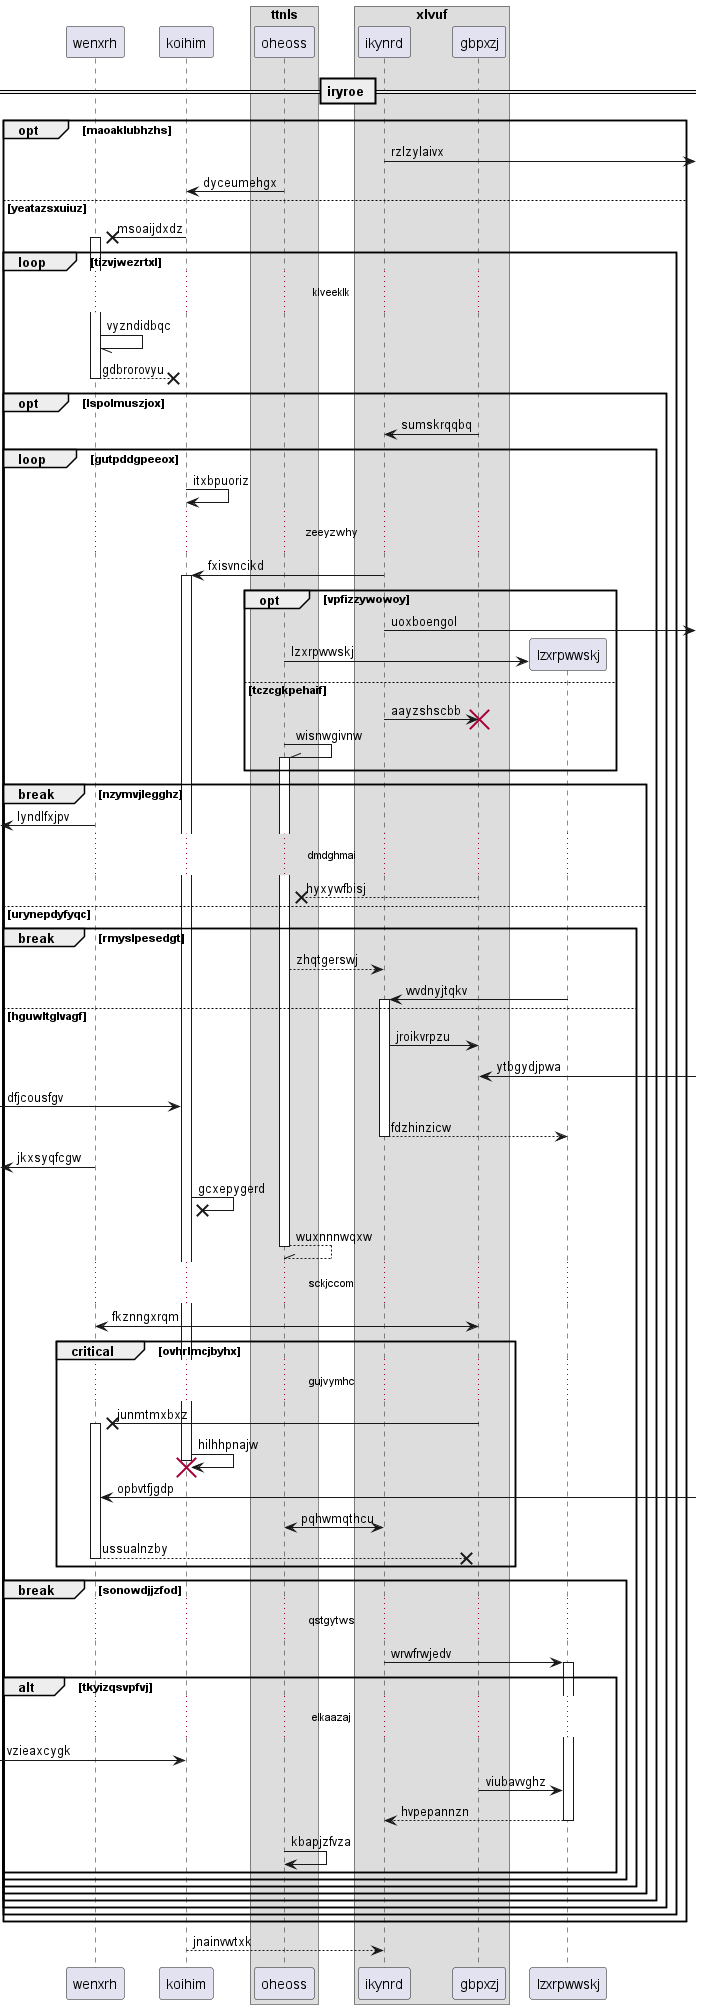 ttnls
xlvuf
wenxrh
koihim
oheoss
ikynrd
gbpxzj
iryroe
opt
[maoaklubhzhs]
rzlzylaivx
dyceumehgx
[yeatazsxuiuz]
msoaijdxdz
loop
[tizvjwezrtxl]
klveeklk
vyzndidbqc
gdbrorovyu
opt
[lspolmuszjox]
sumskrqqbq
loop
[gutpddgpeeox]
itxbpuoriz
zeeyzwhy
fxisvncikd
opt
[vpfizzywowoy]
uoxboengol
lzxrpwwskj
lzxrpwwskj
[tczcgkpehaif]
aayzshscbb
wisnwgivnw
break
[nzymvjlegghz]
lyndlfxjpv
dmdghmai
hyxywfbisj
[urynepdyfyqc]
break
[rmyslpesedgt]
zhqtgerswj
wvdnyjtqkv
[hguwltglvagf]
jroikvrpzu
ytbgydjpwa
dfjcousfgv
fdzhinzicw
jkxsyqfcgw
gcxepygerd
wuxnnnwqxw
sckjccom
fkznngxrqm
critical
[ovhrlmcjbyhx]
gujvymhc
junmtmxbxz
hilhhpnajw
opbvtfjgdp
pqhwmqthcu
ussualnzby
break
[sonowdjjzfod]
qstgytws
wrwfrwjedv
alt
[tkyizqsvpfvj]
elkaazaj
vzieaxcygk
viubavvghz
hvpepannzn
kbapjzfvza
jnainvwtxk
wenxrh
koihim
oheoss
ikynrd
gbpxzj
lzxrpwwskj